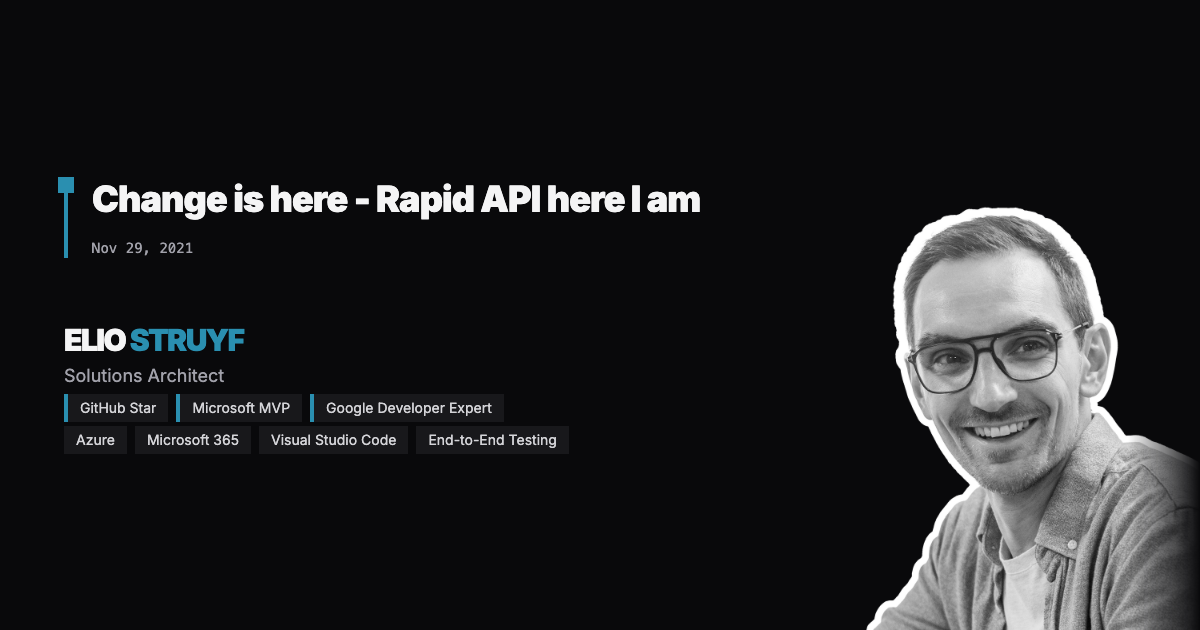 Change is here - Rapid API here I am
Nov 29, 2021
ELIO STRUYF
Solutions Architect
GitHub Star Microsoft MVP Google Developer Expert
Azure Microsoft 365 Visual Studio Code End-to-End Testing